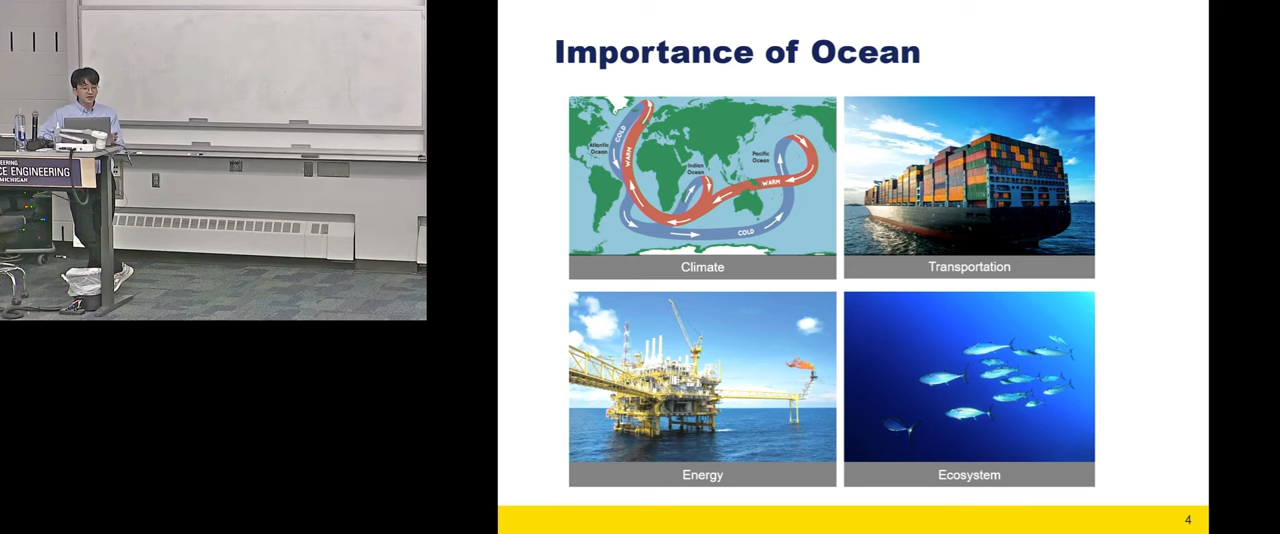 EERING
CE ENGINEERING
MICHIGAN
Importance of Ocean
COLD
WARM
Atlantic
Ocean
Indian
Ocean
Pacific
Ocean
WARM
COLD
Climate
Transportation
Energy
Ecosystem
4